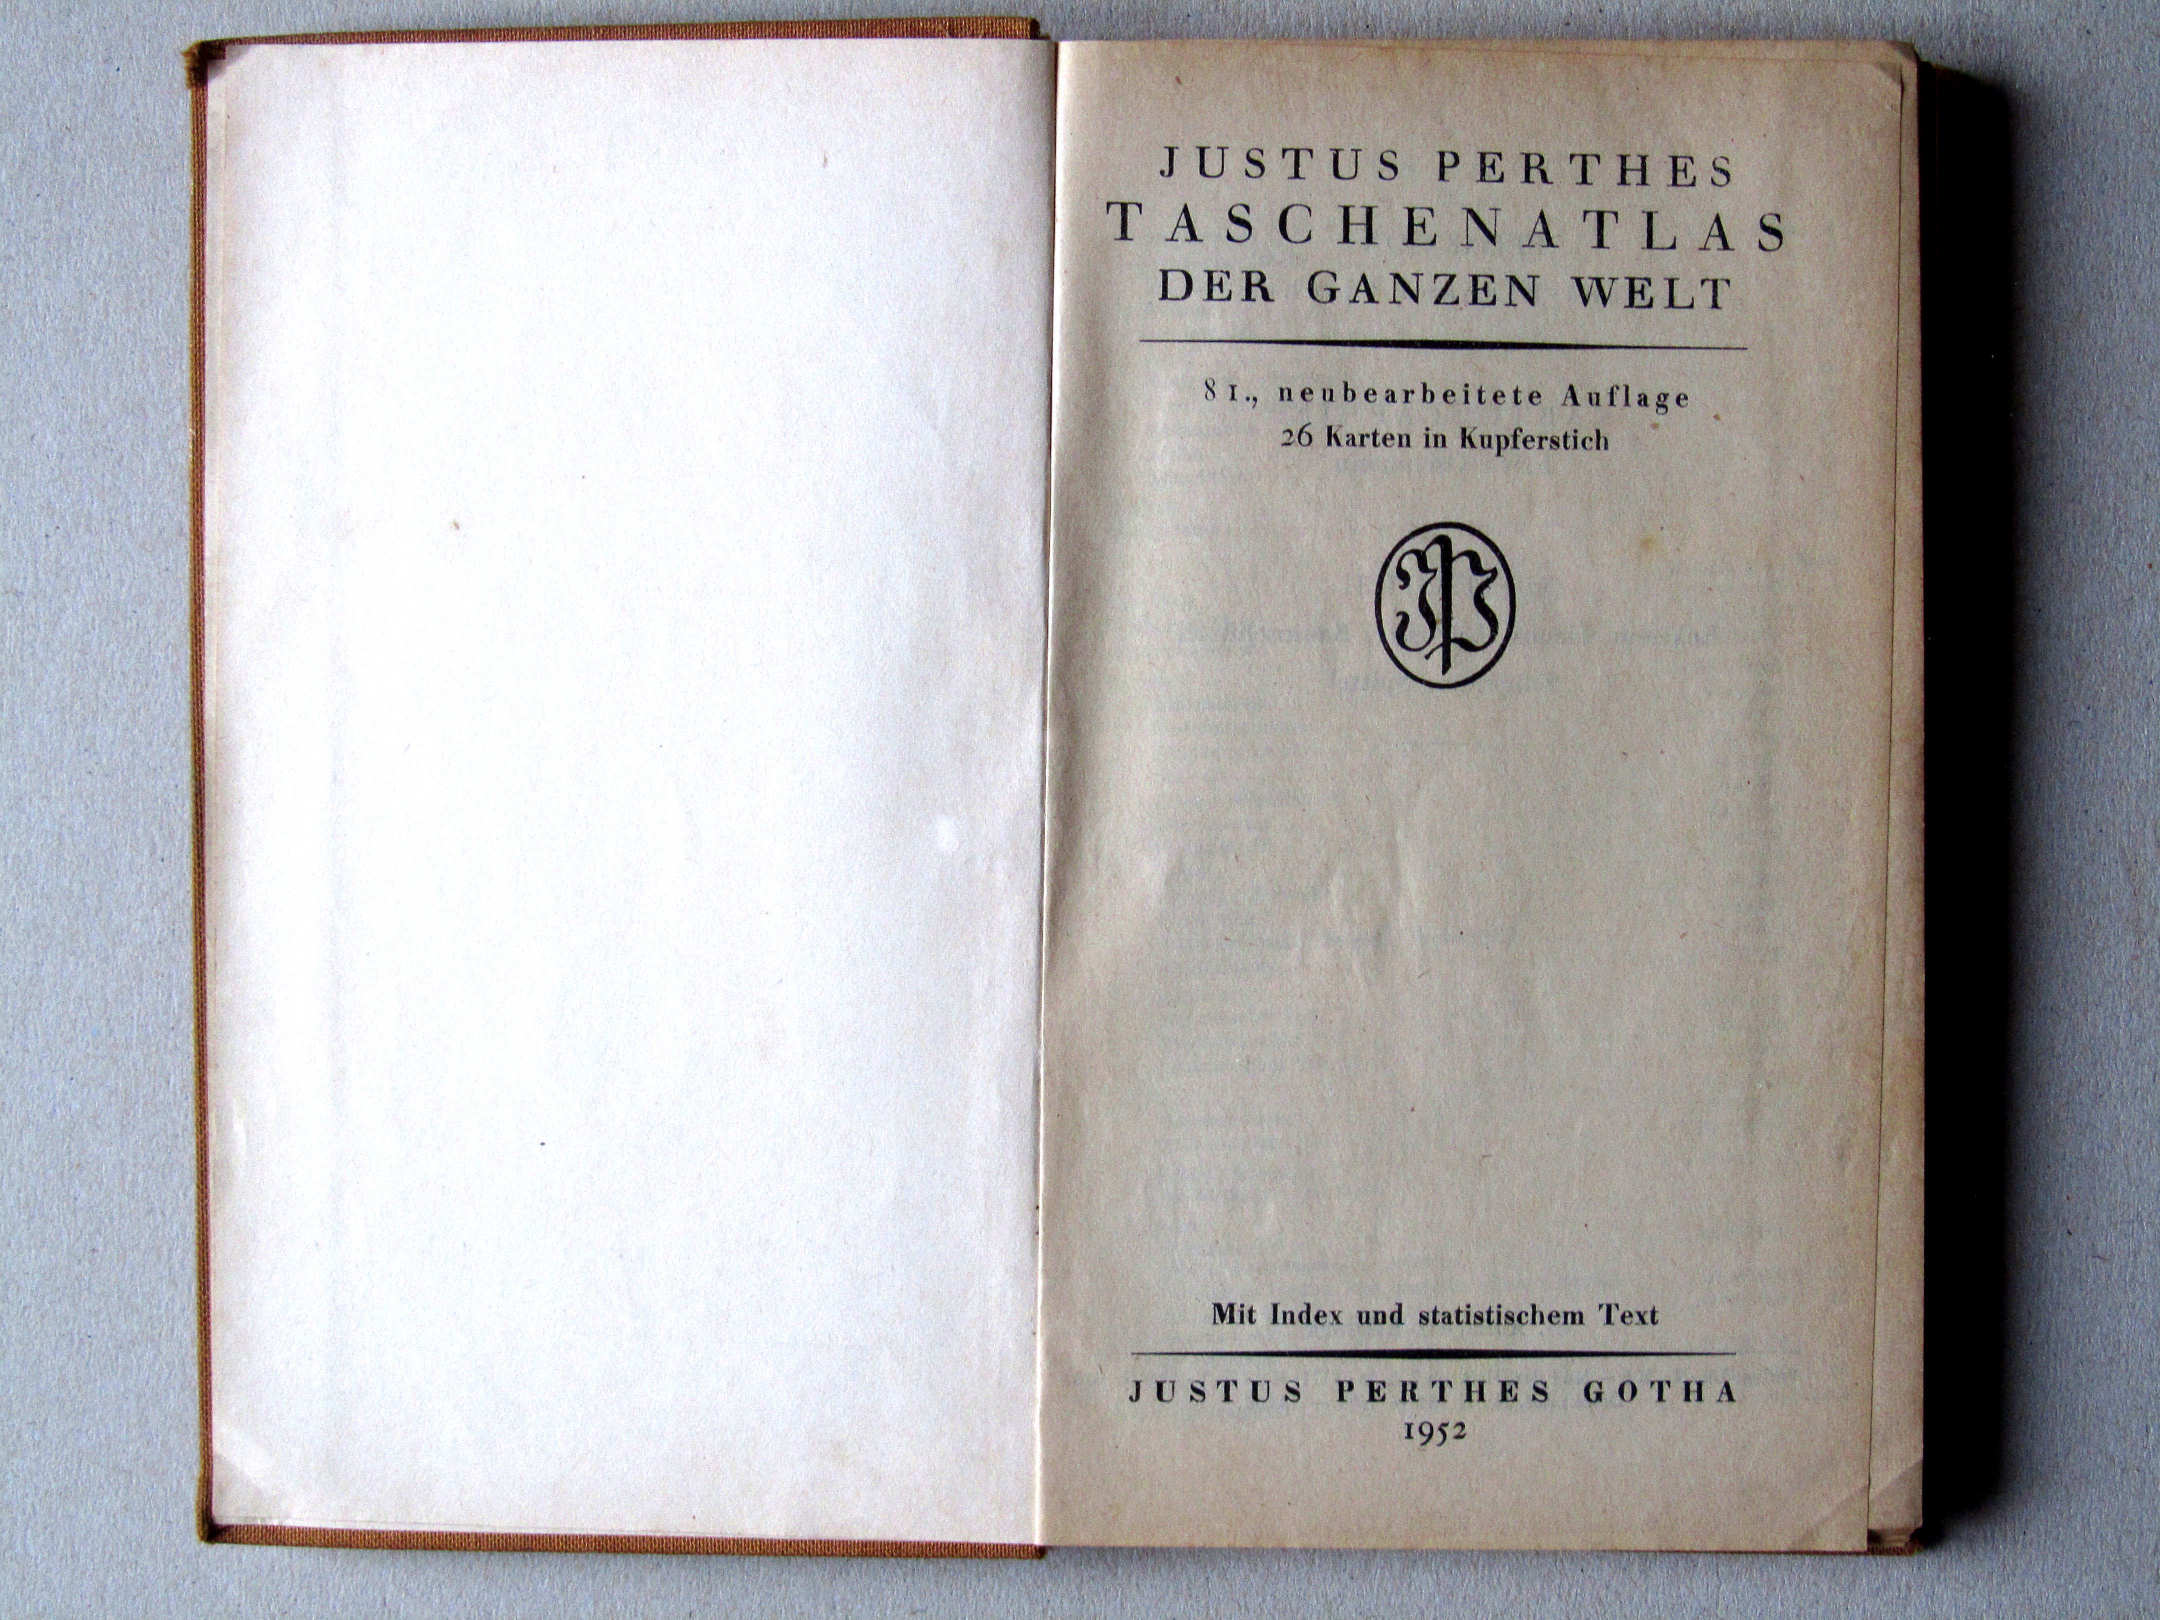 JUSTUS PERTHES
TASCHENATLAS
DER GANZEN WELT
81., neubearbeitete Auflage
26 Karten in Kupferstich
JP
Mit Index und statistischem Text
JUSTUS PERTHES GOTHA
1952